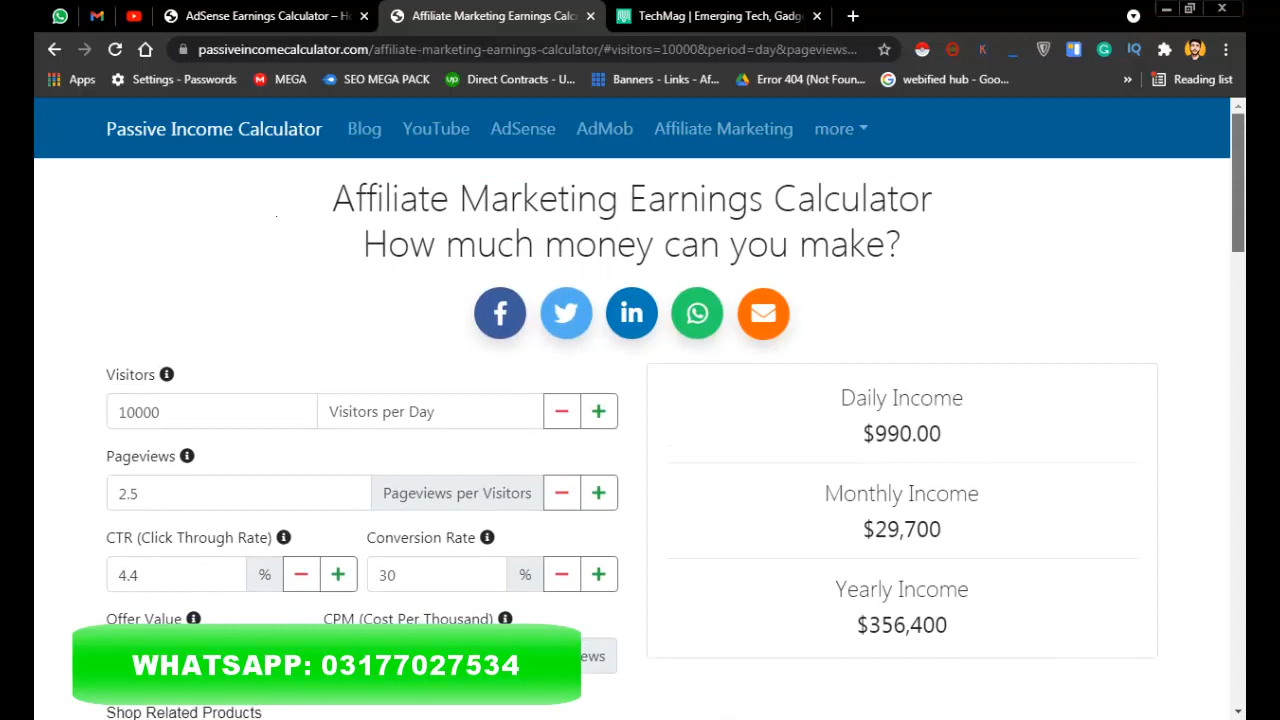 AdSense Earnings Calculator – Ho
Affiliate Marketing Earnings Calc
TechMag | Emerging Tech, Gadg
passiveincomecalculator.com/affiliate-marketing-earnings-calculator/#visitors=10000&period=day&pageviews...
Apps
Settings - Passwords
MEGA
SEO MEGA PACK
Direct Contracts - U...
Banners - Links - Af...
Error 404 (Not Foun...
webified hub - Goo...
»
Reading list
Passive Income Calculator
Blog
YouTube
AdSense
AdMob
Affiliate Marketing
more
Affiliate Marketing Earnings Calculator
How much money can you make?
Visitors
10000
Visitors per Day
Pageviews
2.5
Pageviews per Visitors
CTR (Click Through Rate)
4.4
%
Conversion Rate
30
%
Offer Value
CPM (Cost Per Thousand)
ews
WHATSAPP: 03177027534
Shop Related Products
Daily Income
$990.00
Monthly Income
$29,700
Yearly Income
$356,400